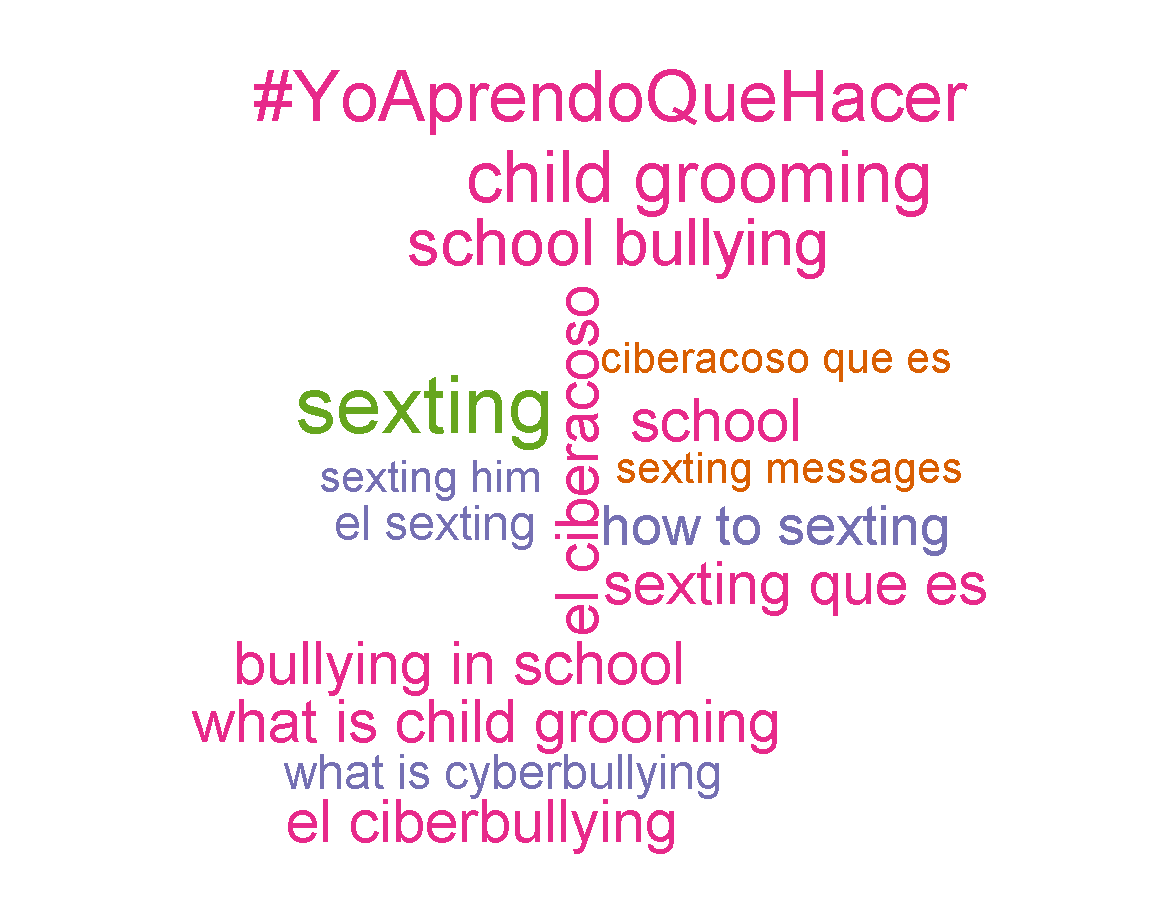 #YoAprendoQueHacer
child grooming
school bullying
el ciberacoso
ciberacoso que es
sexting
school
sexting him
sexting messages
el sexting
how to sexting
sexting que es
bullying in school
what is child grooming
what is cyberbullying
el ciberbullying